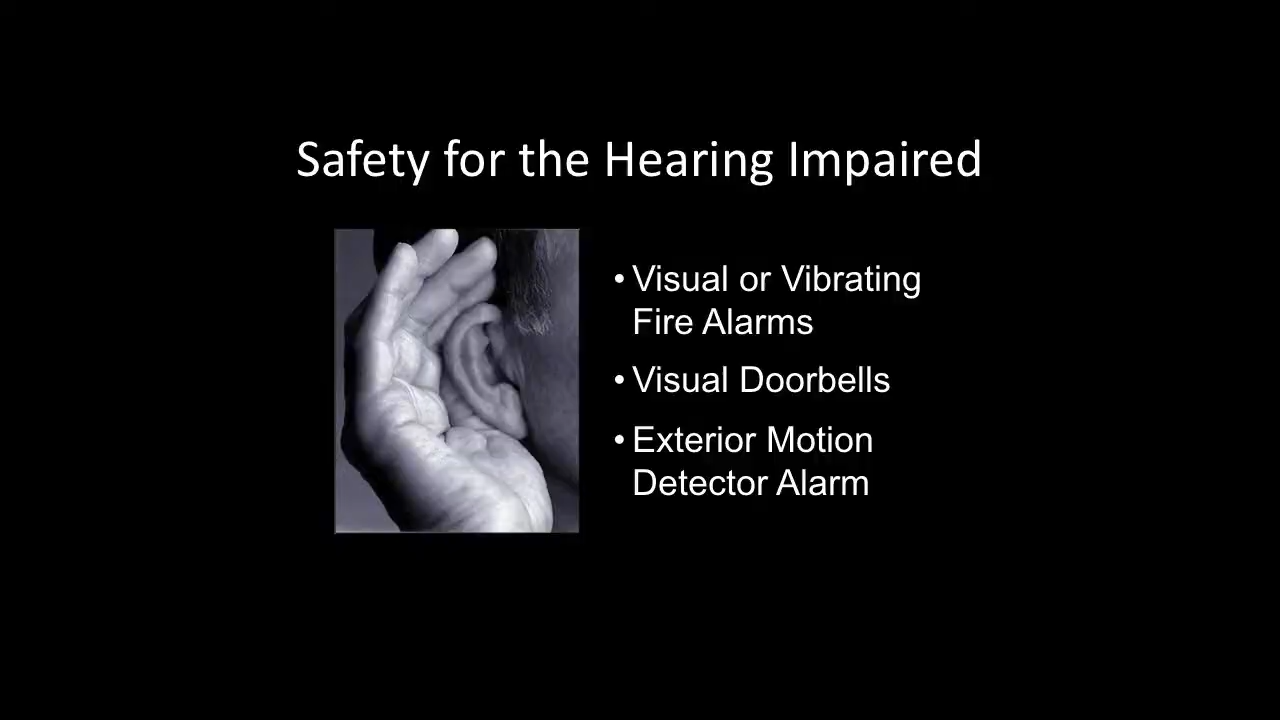 Safety for the Hearing Impaired
• Visual or Vibrating
Fire Alarms
• Visual Doorbells
• Exterior Motion
Detector Alarm